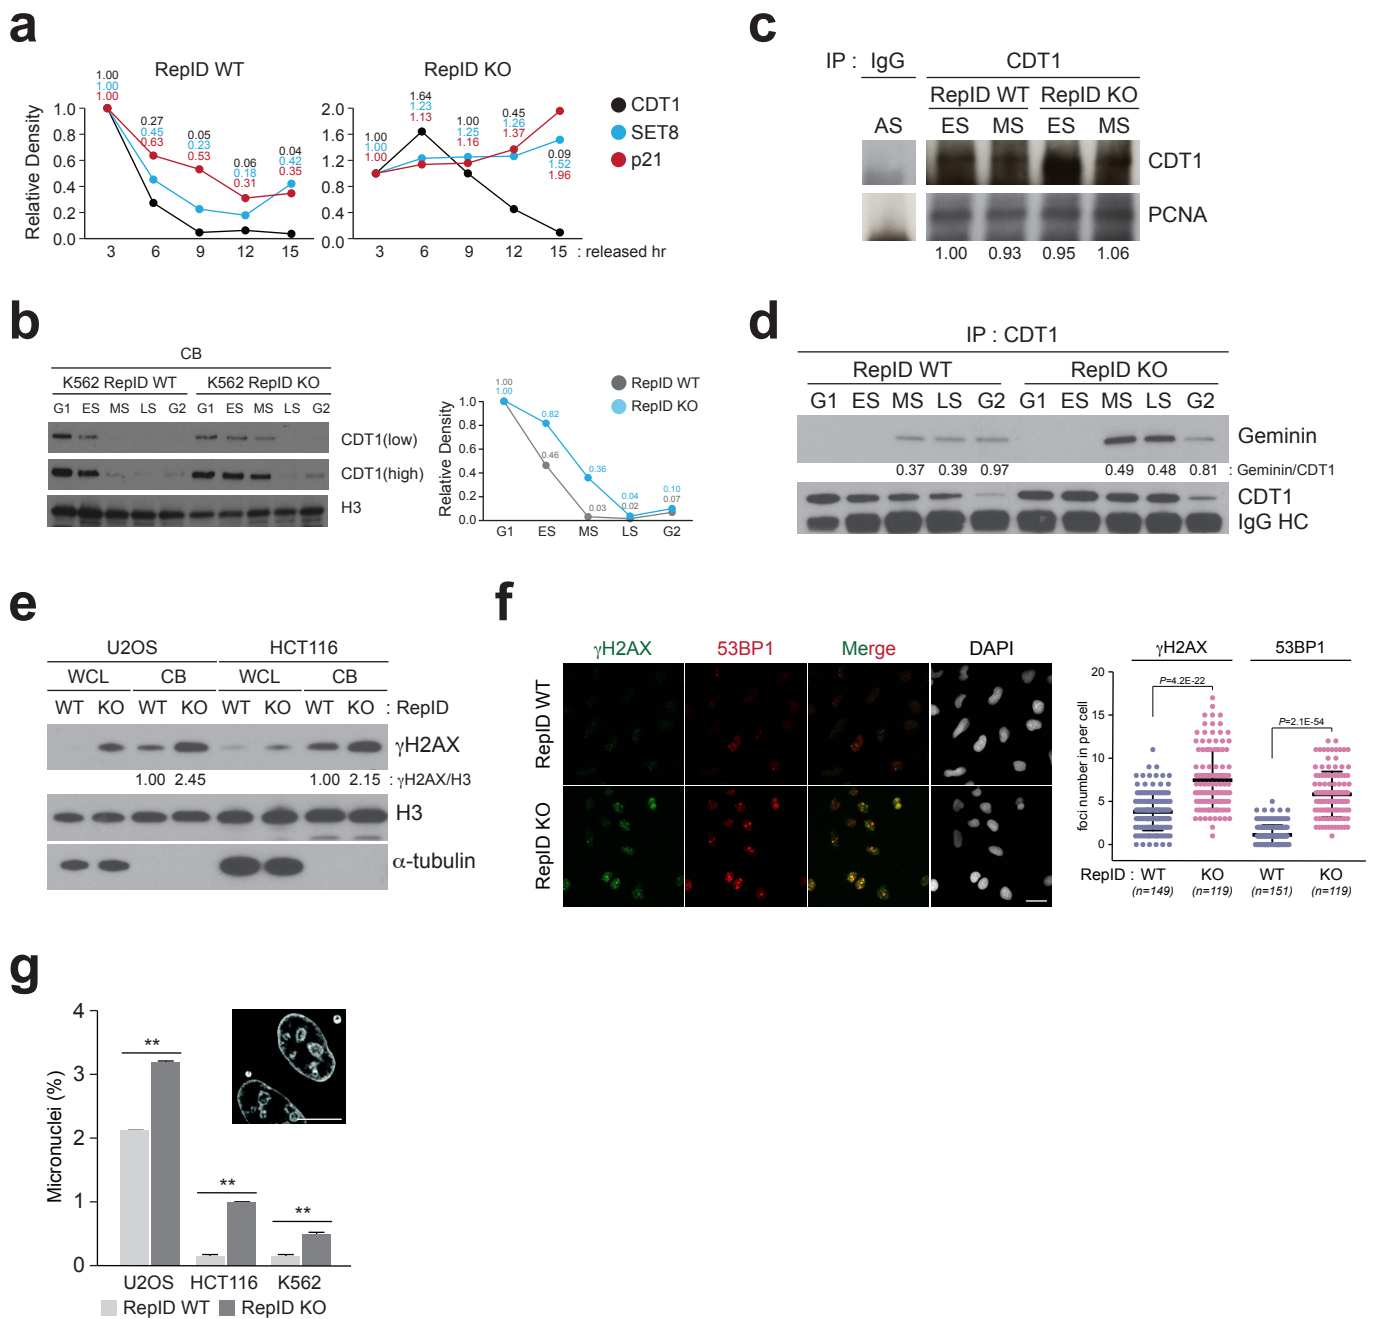 a
RepID WT
RepID KO
1.00
1.00
1.00
0.27
0.45
0.63
0.05
0.23
0.53
0.06
0.18
0.31
0.04
0.42
0.35
1.00
1.00
1.00
1.64
1.23
1.13
1.00
1.25
1.16
0.45
1.26
1.37
0.09
1.52
1.96
CDT1
SET8
p21
Relative Density
1.0
0.8
0.6
0.4
0.2
0.0
2.0
1.6
1.2
0.8
0.4
0.0
3 6 9 12 15
3 6 9 12 15 : released hr
c
IP : IgG CDT1
RepID WT RepID KO
AS ES MS ES MS
CDT1
PCNA
1.00 0.93 0.95 1.06
b
CB
K562 RepID WT K562 RepID KO
G1 ES MS LS G2 G1 ES MS LS G2
CDT1(low)
CDT1(high)
H3
RepID WT
RepID KO
Relative Density
1.0
0.8
0.6
0.4
0.2
0.0
1.00
1.00
0.82
0.46
0.36
0.03
0.04
0.02
0.10
0.07
G1 ES MS LS G2
d
IP : CDT1
RepID WT RepID KO
G1 ES MS LS G2 G1 ES MS LS G2
Geminin
0.37 0.39 0.97 0.49 0.48 0.81 : Geminin/CDT1
CDT1
IgG HC
e
U2OS HCT116
WCL CB WCL CB
WT KO WT KO WT KO WT KO : RepID
γH2AX
1.00 2.45 1.00 2.15 : γH2AX/H3
H3
α-tubulin
f
γH2AX 53BP1 Merge DAPI
RepID WT
RepID KO
γH2AX 53BP1
P=4.2E-22
P=2.1E-54
foci number in per cell
20
15
10
5
0
RepID : WT KO WT KO
(n=149) (n=119) (n=151) (n=119)
g
Micronuclei (%)
4
3
2
1
0
**
**
**
U2OS HCT116 K562
RepID WT RepID KO